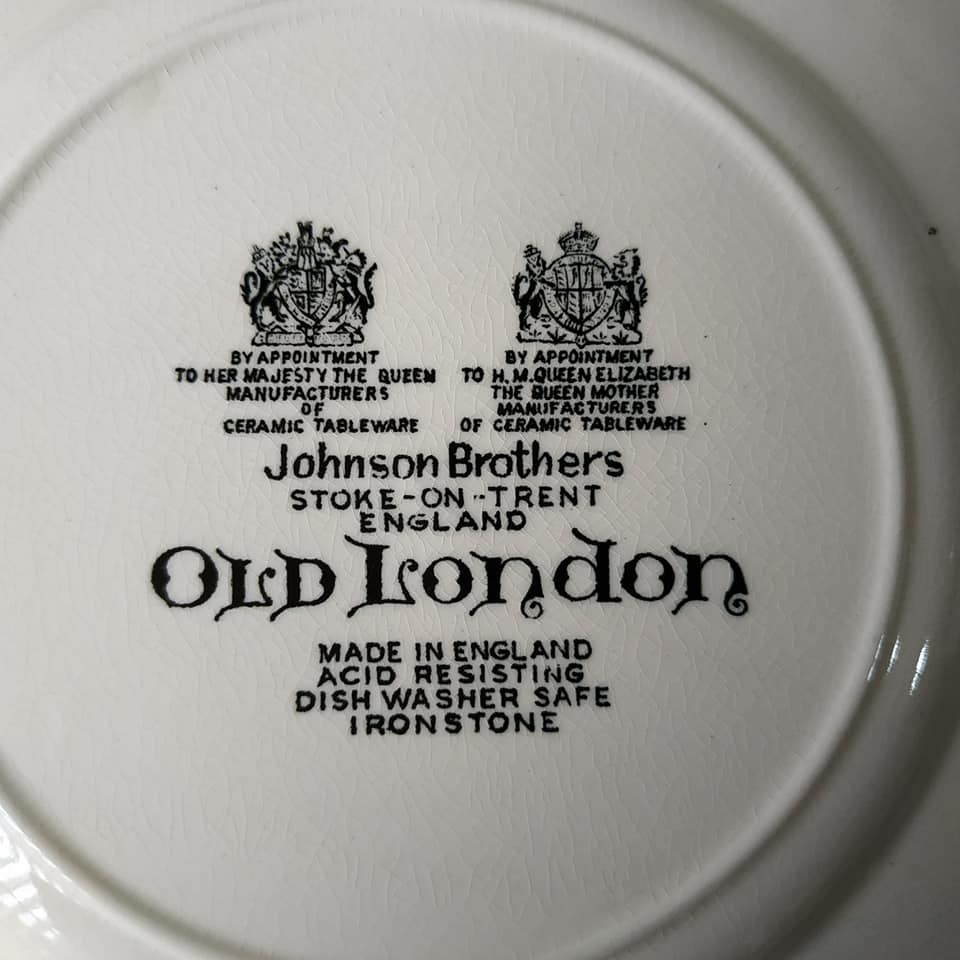 BY APPOINTMENT
TO HER MAJESTY THE QUEEN
MANUFACTURERS
OF
CERAMIC TABLEWARE
BY APPOINTMENT
TO H.M.QUEEN ELIZABETH
THE QUEEN MOTHER
MANUFACTURERS
OF CERAMIC TABLEWARE
Johnson Brothers
STOKE-ON-TRENT
ENGLAND
OLD London
MADE IN ENGLAND
ACID RESISTING
DISH WASHER SAFE
IRONSTONE